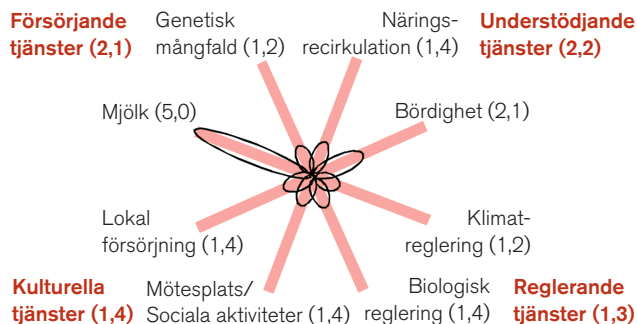 Försörjande
tjänster (2,1)
Genetisk
mångfald (1,2)
Närings-
recirkulation (1,4)
Understödjande
tjänster (2,2)
Mjölk (5,0)
Bördighet (2,1)
Lokal
försörjning (1,4)
Klimat-
reglering (1,2)
Kulturella
tjänster (1,4)
Mötesplats/
Sociala aktiviteter (1,4)
Biologisk
reglering (1,4)
Reglerande
tjänster (1,3)